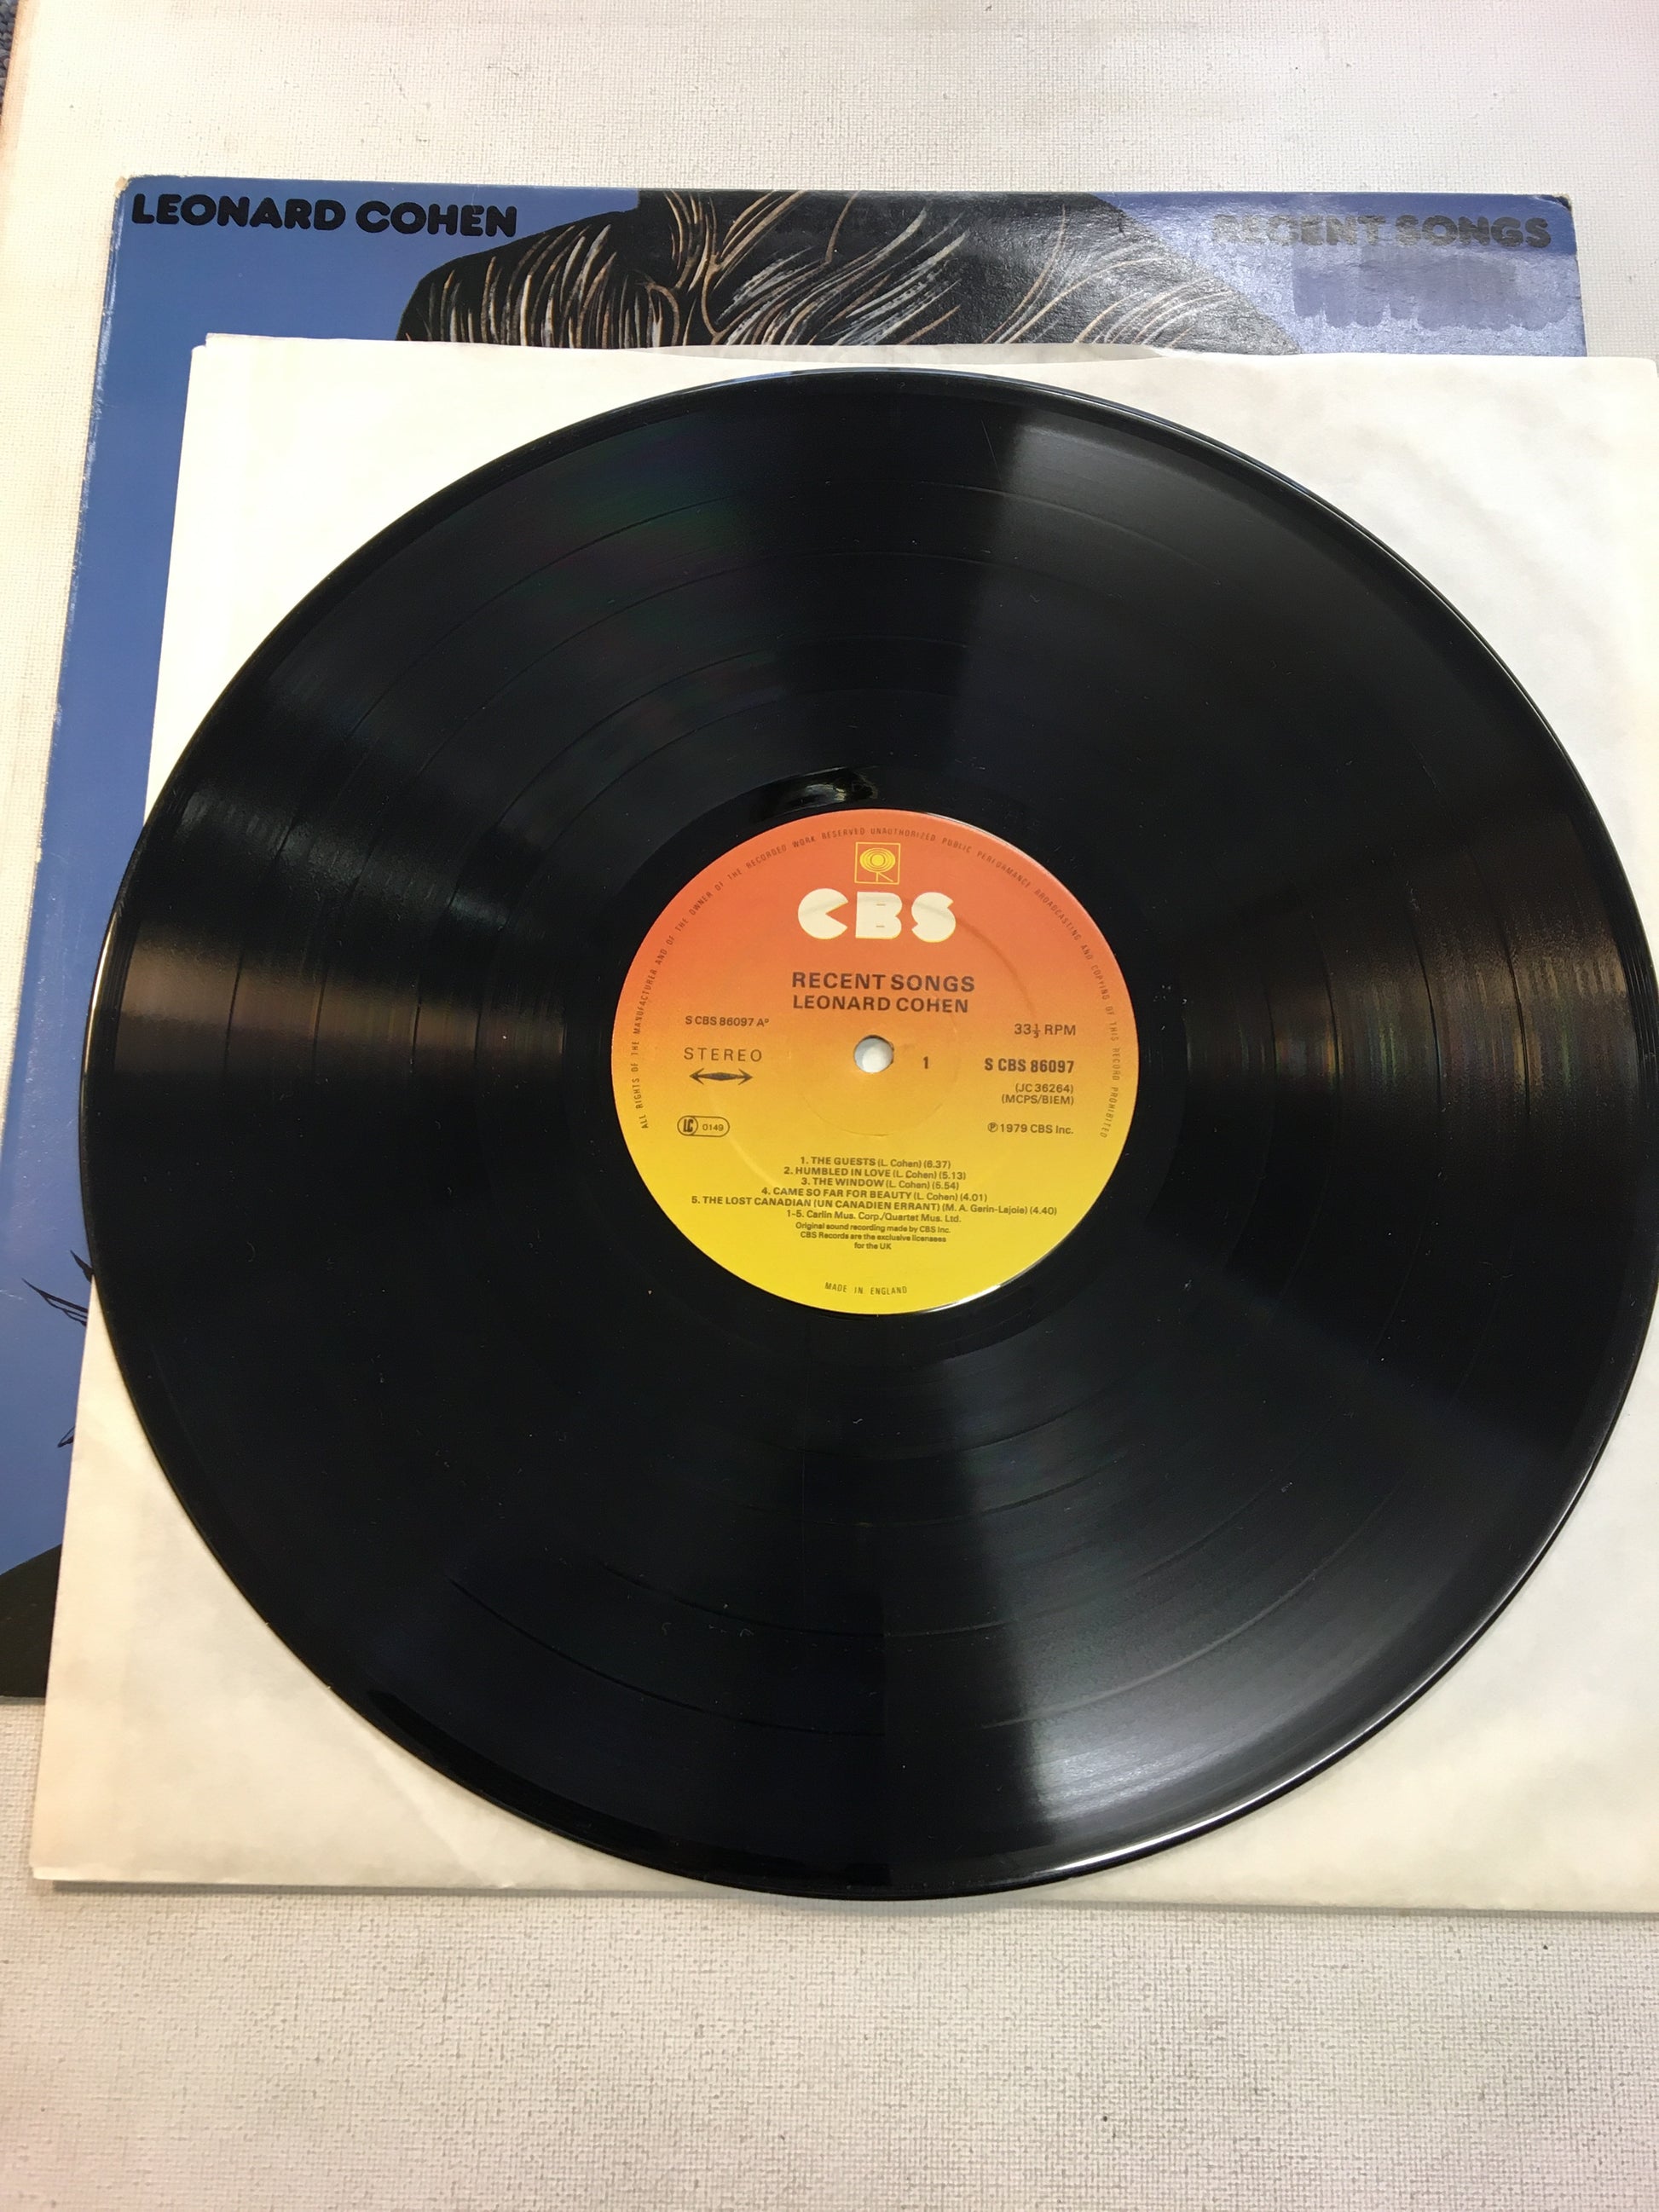 LEONARD COHEN
RECENT SONGS
ALL RIGHTS OF THE MANUFACTURER AND OF THE OWNER OF THE RECORDED WORK RESERVED UNAUTHORIZED PUBLIC PERFORMANCE BROADCASTING AND COPYING OF THIS RECORD PROHIBITED
CBS
RECENT SONGS
LEONARD COHEN
S CBS 86097 Aº
33⅓ RPM
STEREO
1
S CBS 86097
(JC 36264)
(MCPS/BIEM)
LC 0149
℗ 1979 CBS Inc.
1. THE GUESTS (L. Cohen) (6.37)
2. HUMBLED IN LOVE (L. Cohen) (5.13)
3. THE WINDOW (L. Cohen) (5.54)
4. CAME SO FAR FOR BEAUTY (L. Cohen) (4.01)
5. THE LOST CANADIAN (UN CANADIEN ERRANT) (M. A. Gerin-Lajoie) (4.40)
1-5. Carlin Mus. Corp./Quartet Mus. Ltd.
Original sound recording made by CBS Inc.
CBS Records are the exclusive licensees
for the UK
MADE IN ENGLAND